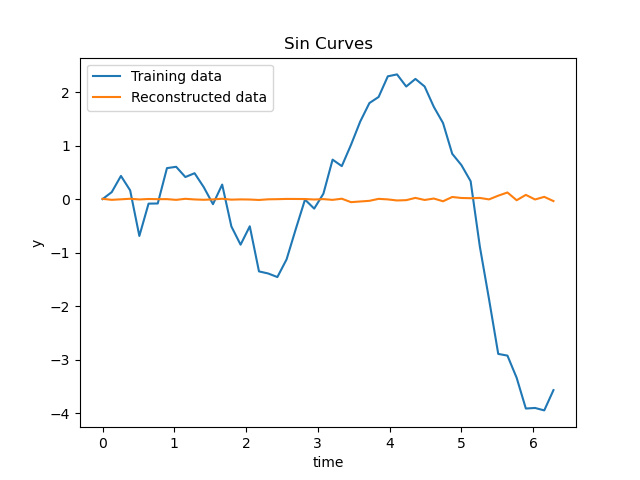 Sin Curves
Training data
Reconstructed data
2
1
0
−1
−2
−3
−4
y
0 1 2 3 4 5 6
time